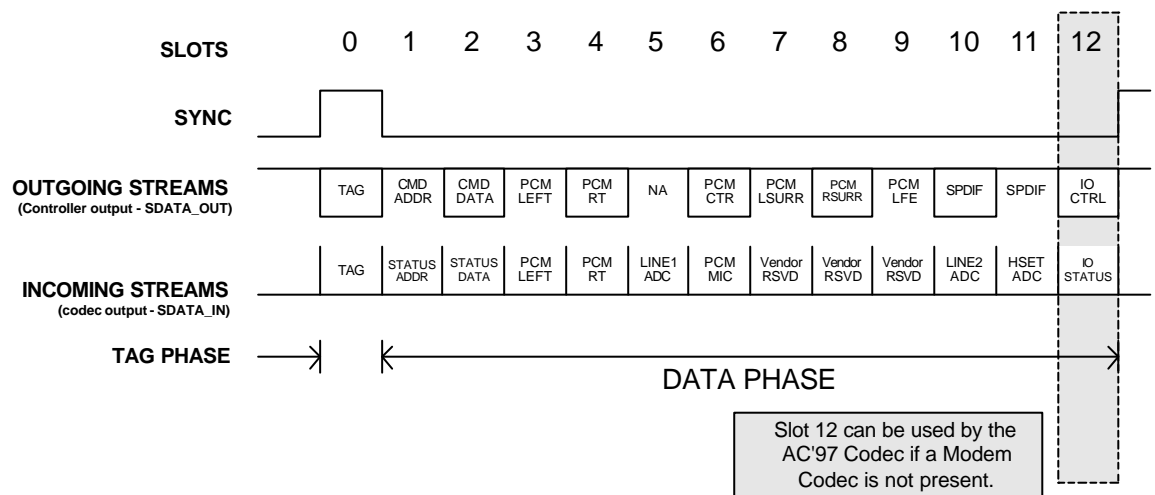 SLOTS 0 1 2 3 4 5 6 7 8 9 10 11 12
SYNC
OUTGOING STREAMS
(Controller output - SDATA_OUT)
TAG
CMD
ADDR
CMD
DATA
PCM
LEFT
PCM
RT
NA
PCM
CTR
PCM
LSURR
PCM
RSURR
PCM
LFE
SPDIF
SPDIF
IO
CTRL
INCOMING STREAMS
(codec output - SDATA_IN)
TAG
STATUS
ADDR
STATUS
DATA
PCM
LEFT
PCM
RT
LINE1
ADC
PCM
MIC
Vendor
RSVD
Vendor
RSVD
Vendor
RSVD
LINE2
ADC
HSET
ADC
IO
STATUS
TAG PHASE
DATA PHASE
Slot 12 can be used by the
AC'97 Codec if a Modem
Codec is not present.